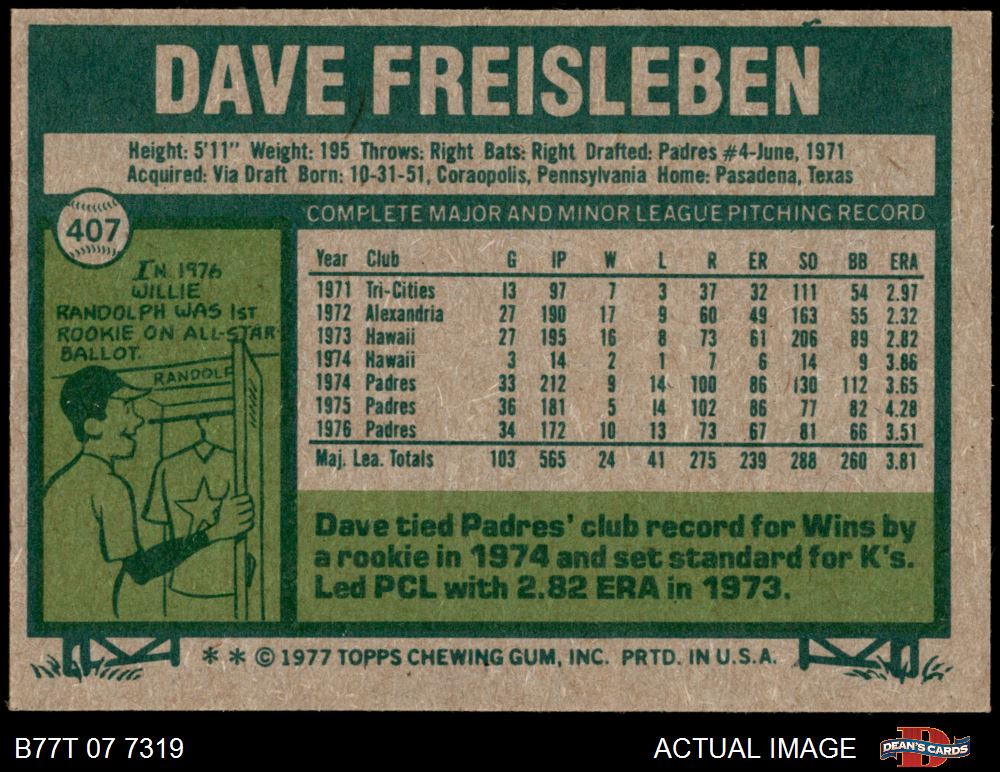 DAVE FREISLEBEN
Height: 5'11" Weight: 195 Throws: Right Bats: Right Drafted: Padres #4-June, 1971
Acquired: Via Draft Born: 10-31-51, Coraopolis, Pennsylvania Home: Pasadena, Texas
407
IN 1976
WILLIE
RANDOLPH WAS 1ST
ROOKIE ON ALL-STAR
BALLOT.
RANDOLF
COMPLETE MAJOR AND MINOR LEAGUE PITCHING RECORD
Year Club G IP W L R ER SO BB ERA
1971 Tri-Cities 13 97 7 3 37 32 111 54 2.97
1972 Alexandria 27 190 17 9 60 49 163 55 2.32
1973 Hawaii 27 195 16 8 73 61 206 89 2.82
1974 Hawaii 3 14 2 1 7 6 14 9 3.86
1974 Padres 33 212 9 14 100 86 130 112 3.65
1975 Padres 36 181 5 14 102 86 77 82 4.28
1976 Padres 34 172 10 13 73 67 81 66 3.51
Maj. Lea. Totals 103 565 24 41 275 239 288 260 3.81
Dave tied Padres' club record for Wins by
a rookie in 1974 and set standard for K's.
Led PCL with 2.82 ERA in 1973.
* * © 1977 TOPPS CHEWING GUM, INC. PRTD. IN U.S.A.
B77T 07 7319 ACTUAL IMAGE DEAN'S CARDS